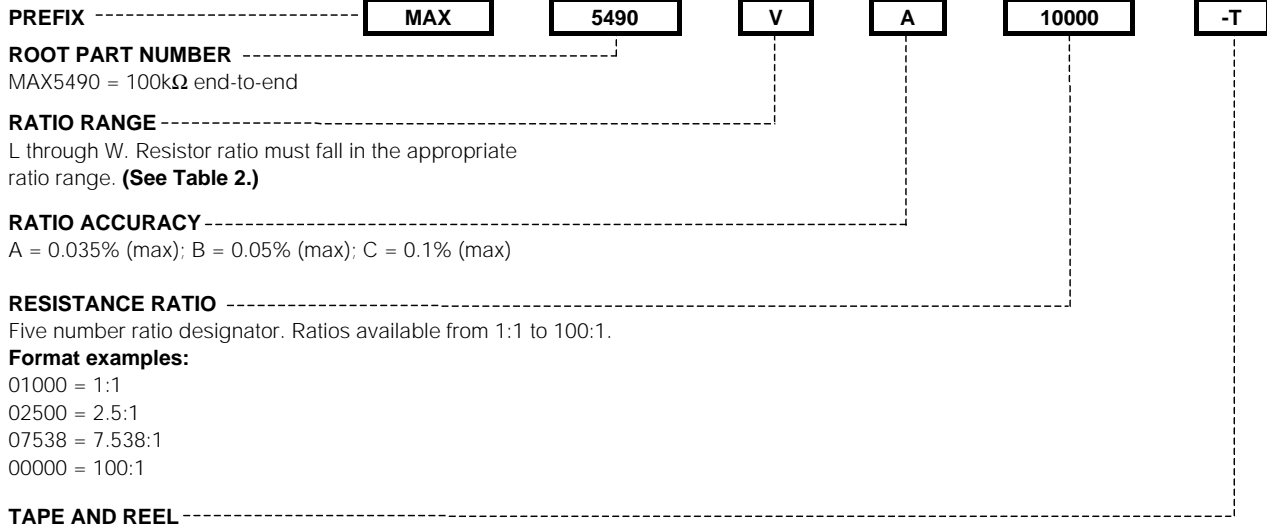 PREFIX MAX 5490 V A 10000 -T
ROOT PART NUMBER
MAX5490 = 100kΩ end-to-end
RATIO RANGE
L through W. Resistor ratio must fall in the appropriate
ratio range. (See Table 2.)
RATIO ACCURACY
A = 0.035% (max); B = 0.05% (max); C = 0.1% (max)
RESISTANCE RATIO
Five number ratio designator. Ratios available from 1:1 to 100:1.
Format examples:
01000 = 1:1
02500 = 2.5:1
07538 = 7.538:1
00000 = 100:1
TAPE AND REEL